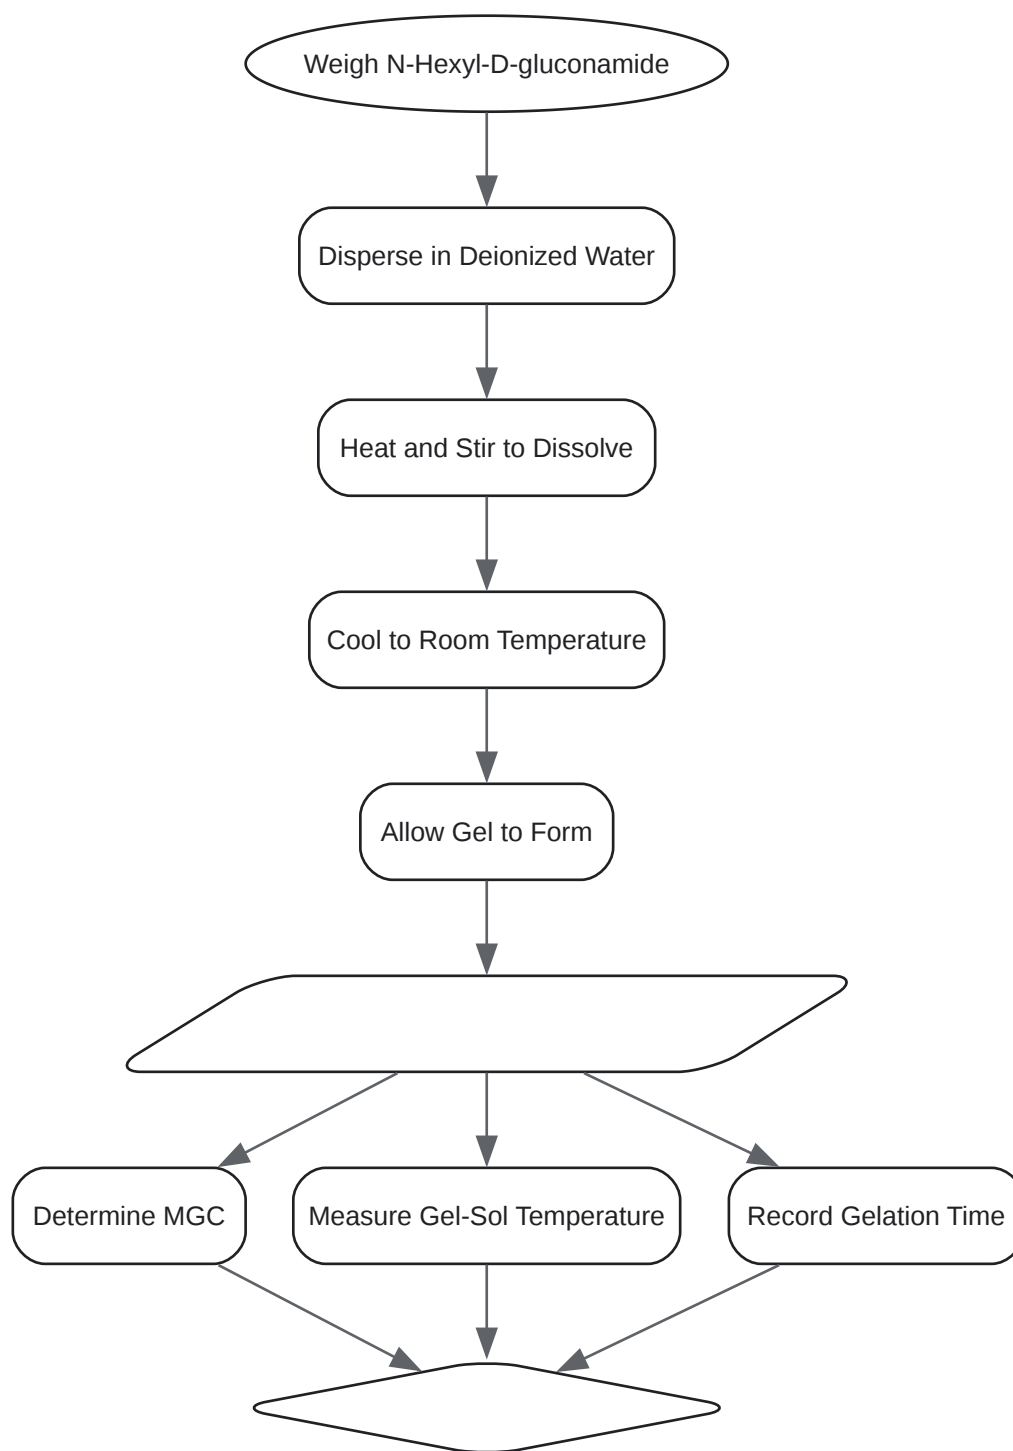 Weigh N-Hexyl-D-gluconamide
Disperse in Deionized Water
Heat and Stir to Dissolve
Cool to Room Temperature
Allow Gel to Form
Determine MGC
Measure Gel-Sol Temperature
Record Gelation Time